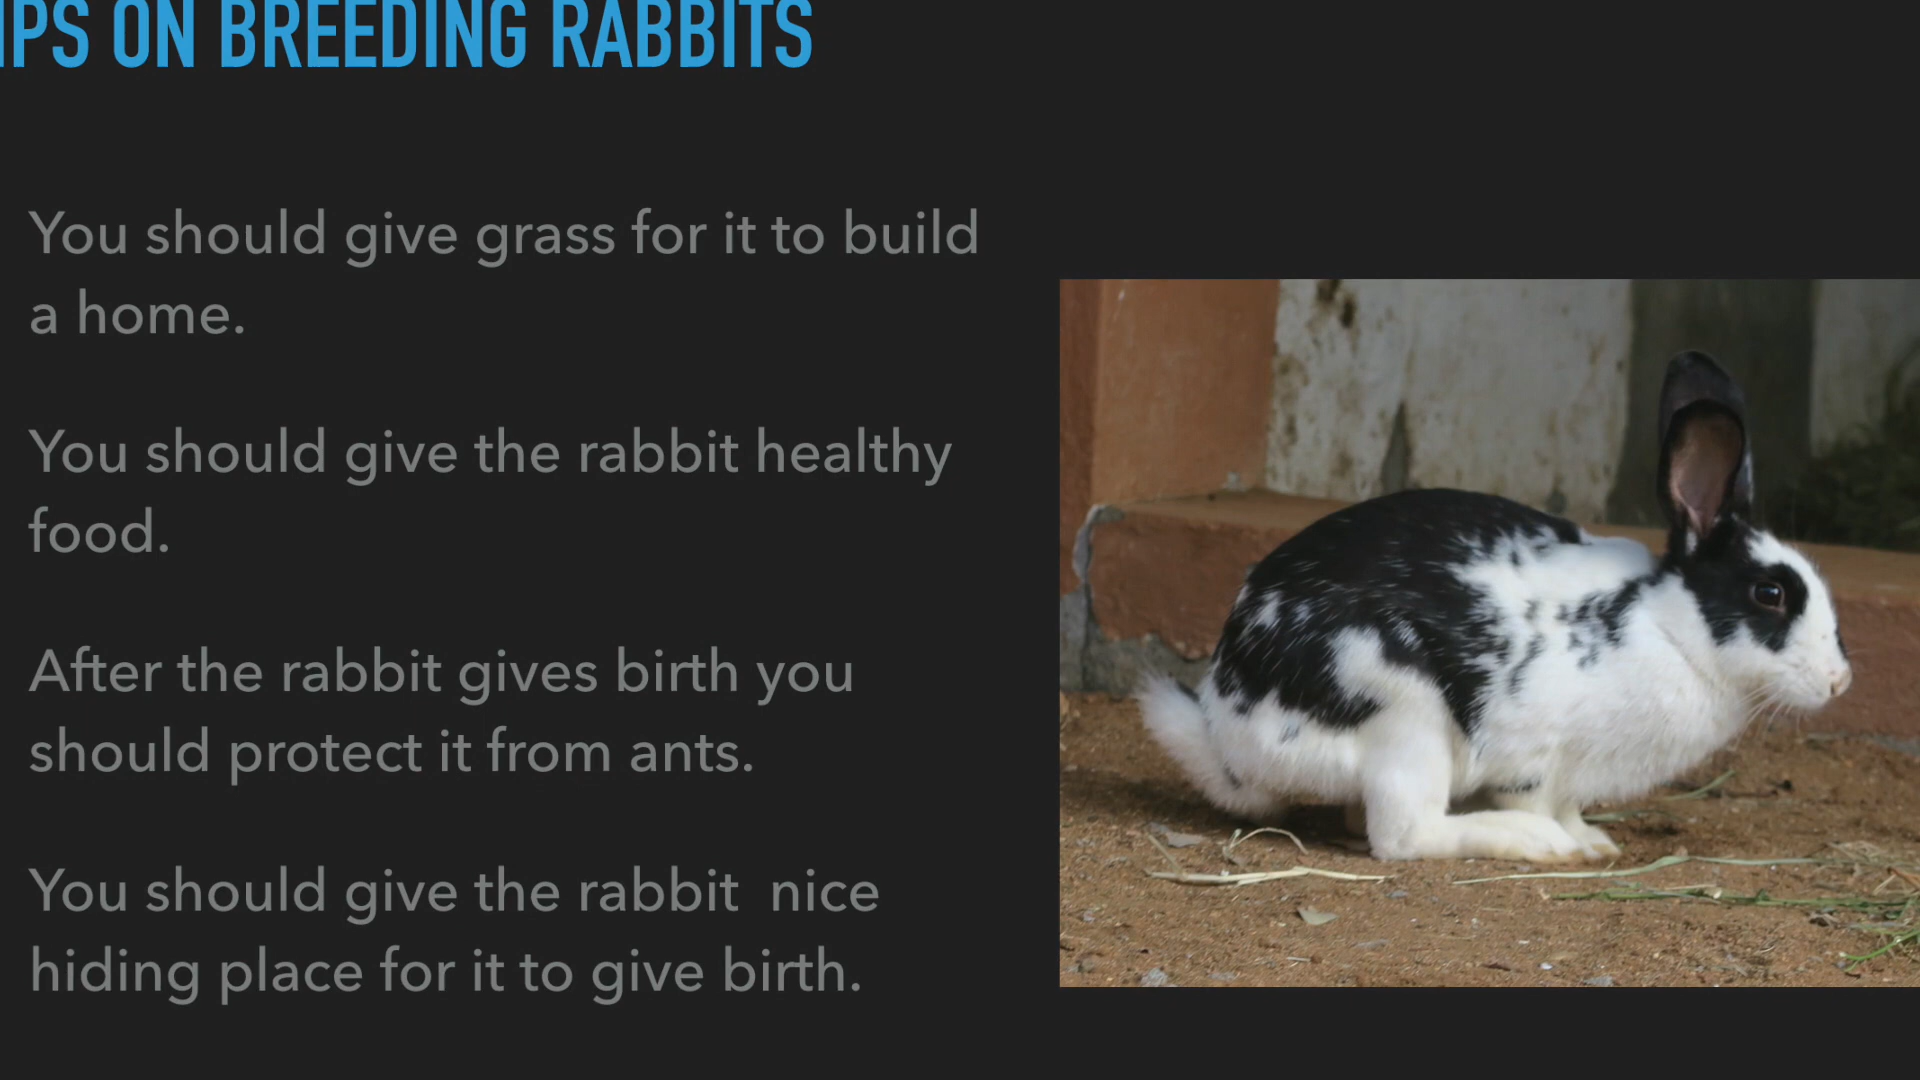 IPS ON BREEDING RABBITS
You should give grass for it to build
a home.
You should give the rabbit healthy
food.
After the rabbit gives birth you
should protect it from ants.
You should give the rabbit  nice
hiding place for it to give birth.